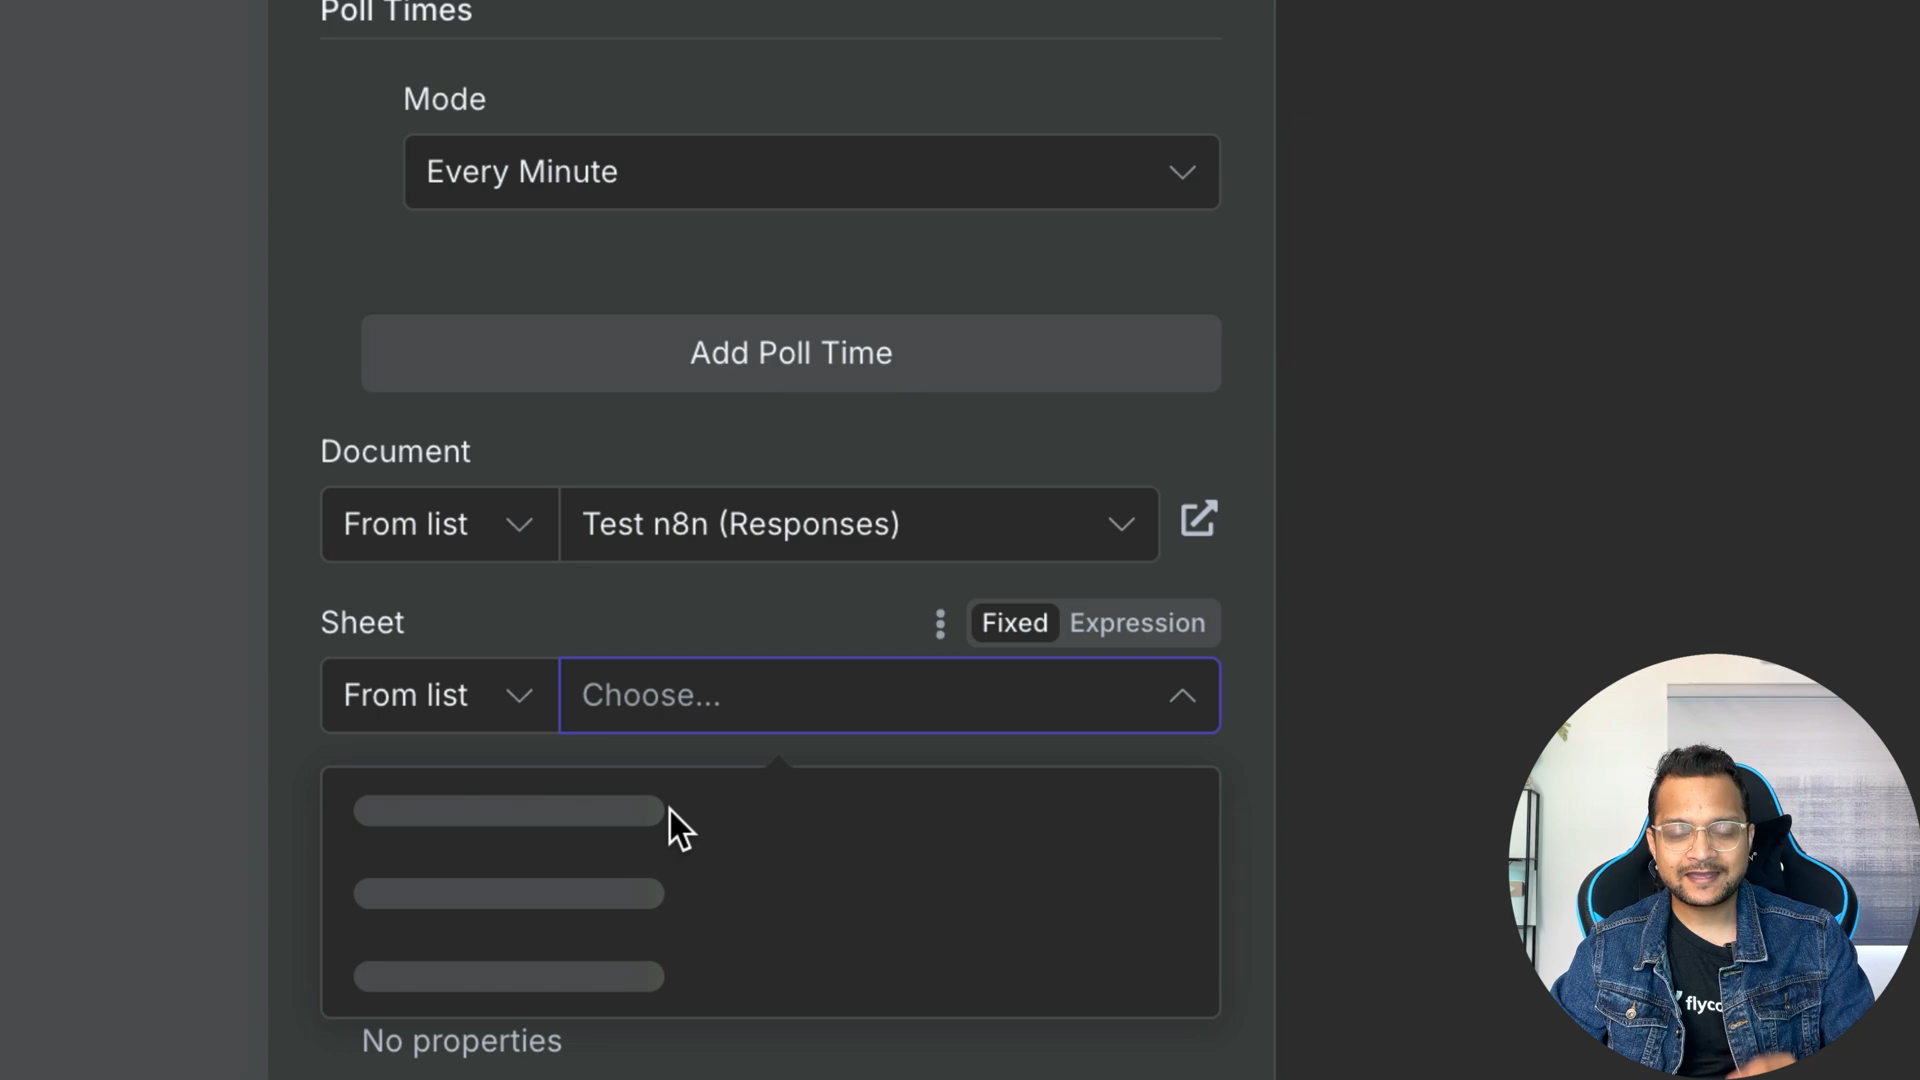 Poll Times
Mode
Every Minute
Add Poll Time
Document
From list
Test n8n (Responses)
Sheet
Fixed
Expression
From list
Choose...
No properties